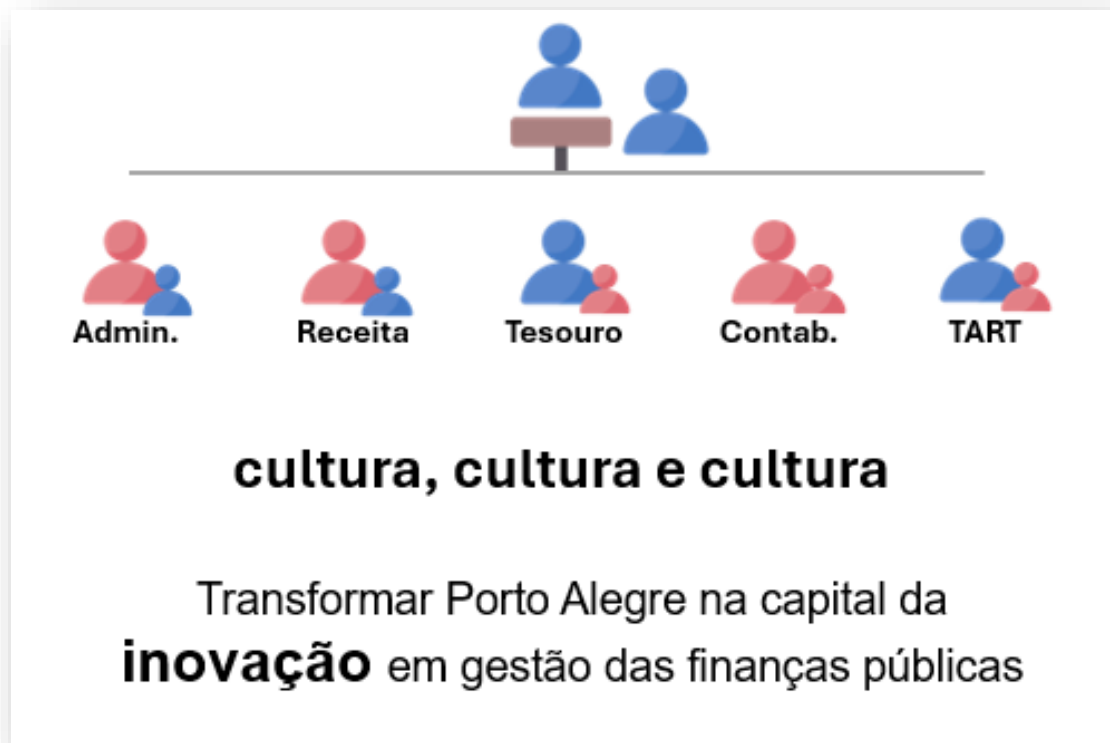 Admin. Receita Tesouro Contab. TART
cultura, cultura e cultura
Transformar Porto Alegre na capital da
inovação em gestão das finanças públicas